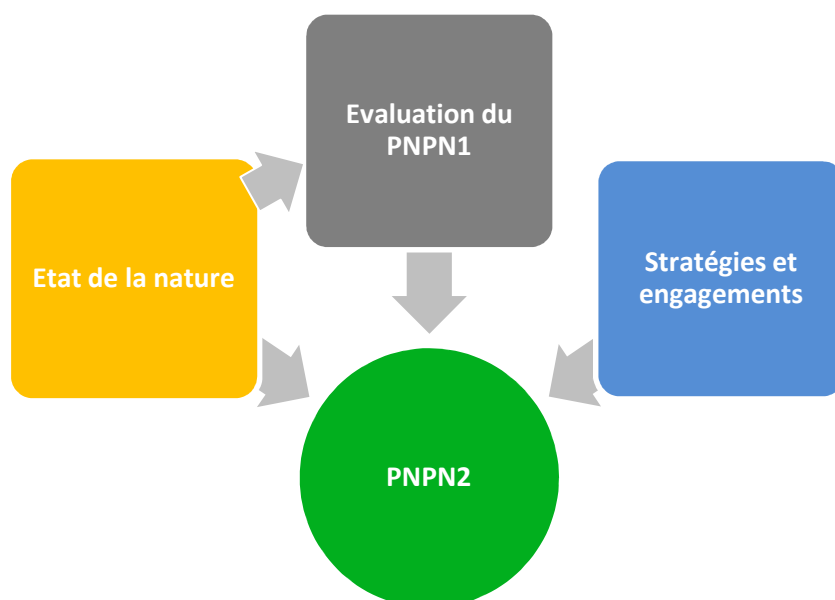 Evaluation du
PNPN1
Etat de la nature
Stratégies et
engagements
PNPN2